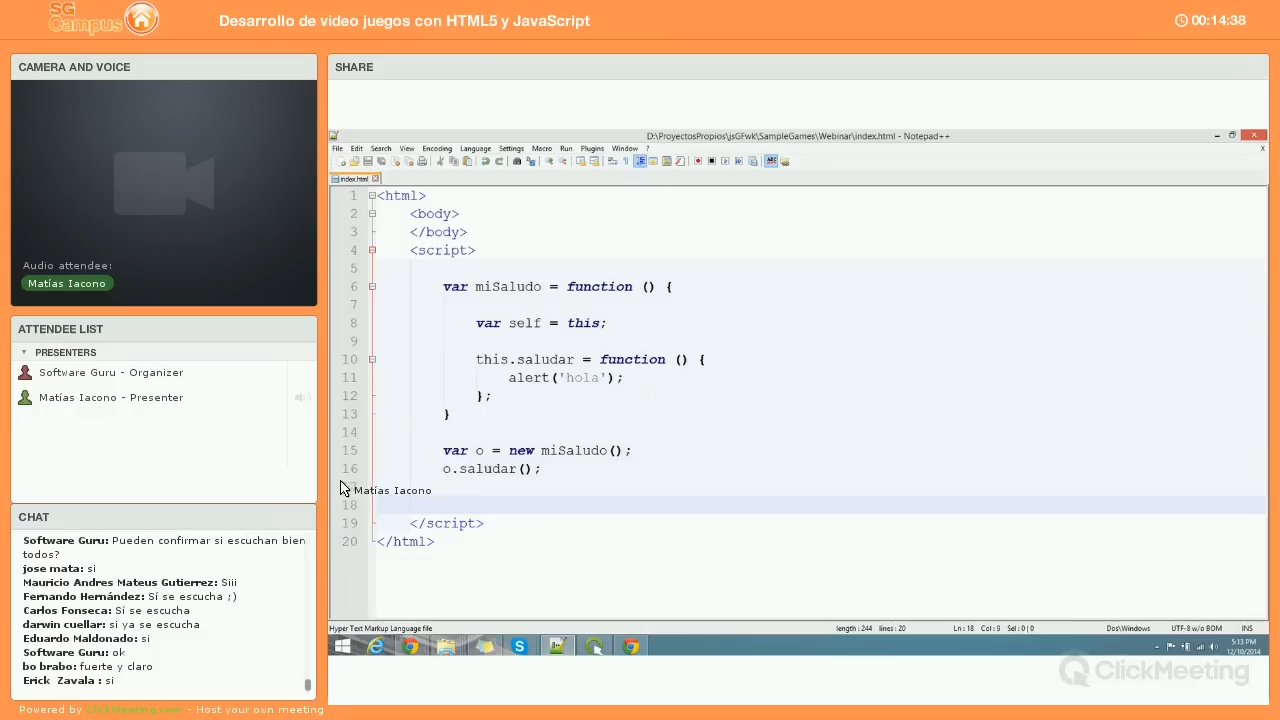 SG Campus
Desarrollo de video juegos con HTML5 y JavaScript
00:14:38
CAMERA AND VOICE
Audio attendee:
Matías Iacono
ATTENDEE LIST
PRESENTERS
Software Guru - Organizer
Matías Iacono - Presenter
CHAT
Software Guru: Pueden confirmar si escuchan bien
todos?
jose mata: si
Mauricio Andres Mateus Gutierrez: Siii
Fernando Hernández: Sí se escucha ;)
Carlos Fonseca: Sí se escucha
darwin cuellar: si ya se escucha
Eduardo Maldonado: si
Software Guru: ok
bo brabo: fuerte y claro
Erick Zavala : si
Powered by ClickMeeting.com - Host your own meeting
SHARE
D:\ProyectosPropios\jsGFwk\SampleGames\Webinar\index.html - Notepad++
File Edit Search View Encoding Language Settings Macro Run Plugins Window ? X
index.html
1 <html>
2 <body>
3 </body>
4 <script>
5
6 var miSaludo = function () {
7
8 var self = this;
9
10 this.saludar = function () {
11 alert('hola');
12 };
13 }
14
15 var o = new miSaludo();
16 o.saludar();
Matías Iacono
18
19 </script>
20 </html>
Hyper Text Markup Language file length : 244 lines : 20 Ln : 18 Col : 9 Sel : 0 | 0 Dos\Windows UTF-8 w/o BOM INS
5:13 PM
12/10/2014
ClickMeeting